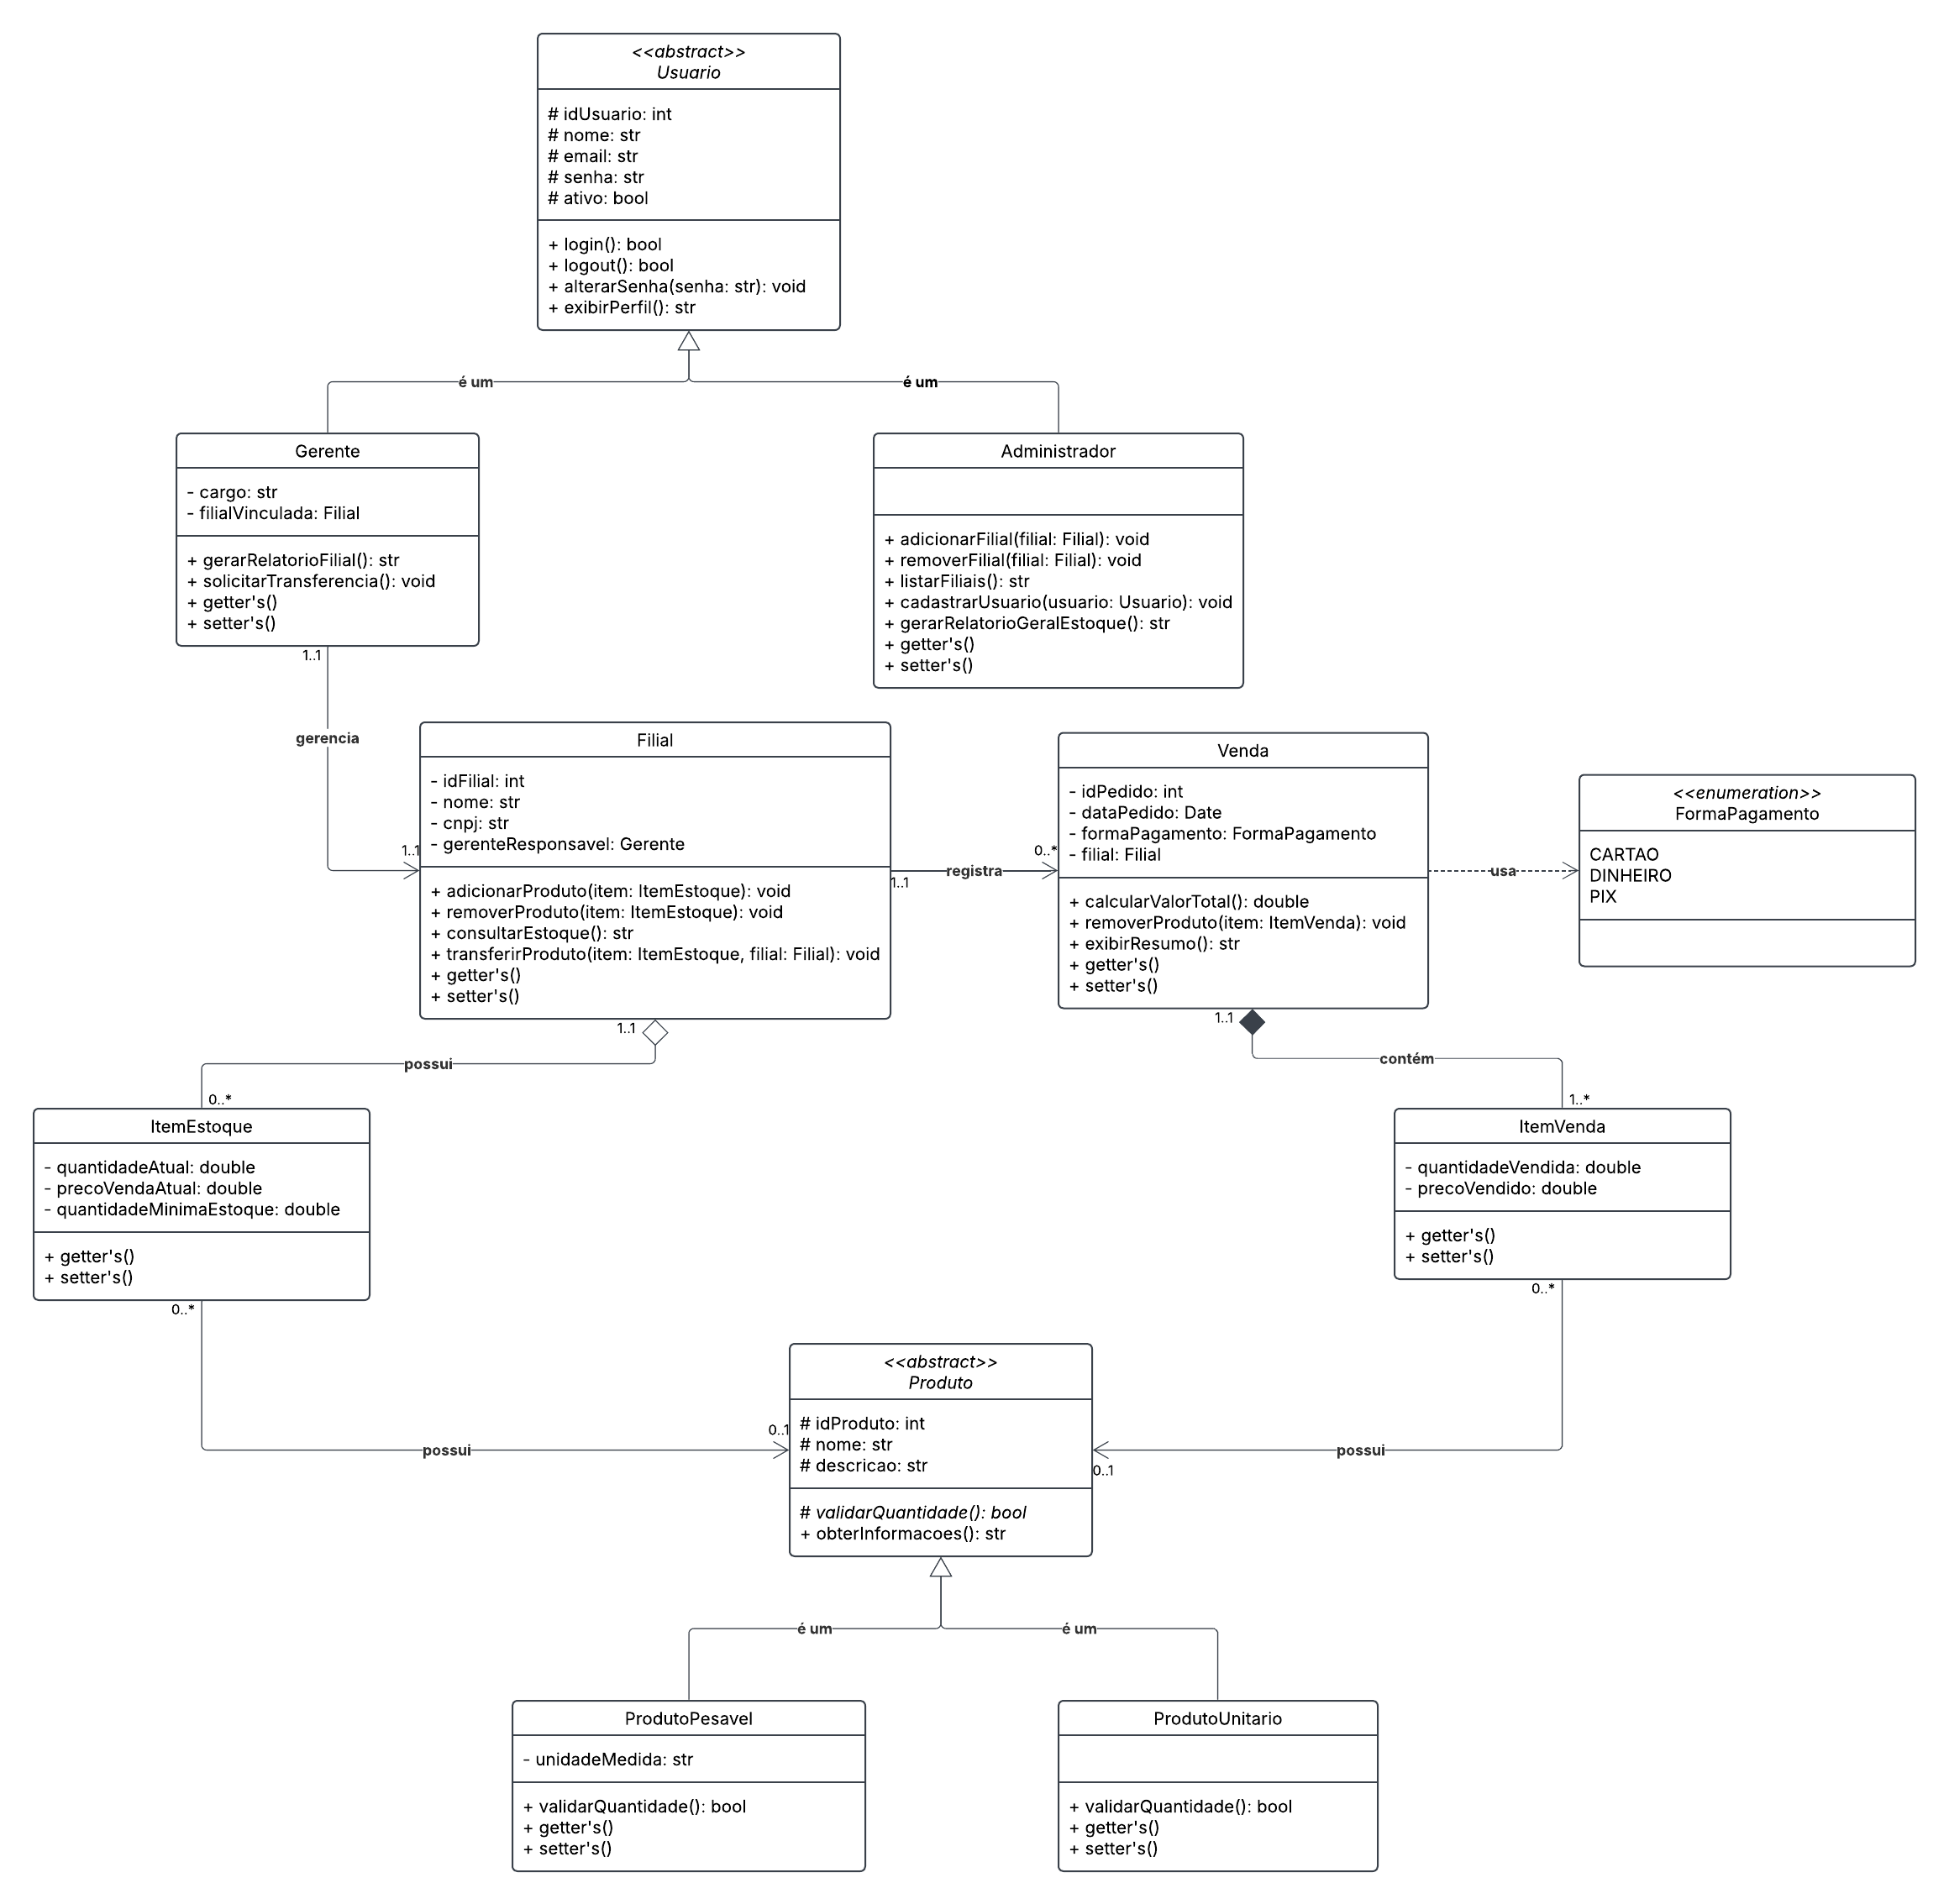 <<abstract>>
Usuario
# idUsuario: int
# nome: str
# email: str
# senha: str
# ativo: bool
+ login(): bool
+ logout(): bool
+ alterarSenha(senha: str): void
+ exibirPerfil(): str
é um
é um
Gerente
- cargo: str
- filialVinculada: Filial
+ gerarRelatorioFilial(): str
+ solicitarTransferencia(): void
+ getter's()
+ setter's()
Administrador
+ adicionarFilial(filial: Filial): void
+ removerFilial(filial: Filial): void
+ listarFiliais(): str
+ cadastrarUsuario(usuario: Usuario): void
+ gerarRelatorioGeralEstoque(): str
+ getter's()
+ setter's()
1..1
gerencia
1..1
Filial
- idFilial: int
- nome: str
- cnpj: str
- gerenteResponsavel: Gerente
+ adicionarProduto(item: ItemEstoque): void
+ removerProduto(item: ItemEstoque): void
+ consultarEstoque(): str
+ transferirProduto(item: ItemEstoque, filial: Filial): void
+ getter's()
+ setter's()
1..1
registra
0..*
Venda
- idPedido: int
- dataPedido: Date
- formaPagamento: FormaPagamento
- filial: Filial
+ calcularValorTotal(): double
+ removerProduto(item: ItemVenda): void
+ exibirResumo(): str
+ getter's()
+ setter's()
usa
<<enumeration>>
FormaPagamento
CARTAO
DINHEIRO
PIX
1..1
possui
0..*
1..1
contém
1..*
ItemEstoque
- quantidadeAtual: double
- precoVendaAtual: double
- quantidadeMinimaEstoque: double
+ getter's()
+ setter's()
ItemVenda
- quantidadeVendida: double
- precoVendido: double
+ getter's()
+ setter's()
0..*
possui
0..1
0..*
possui
0..1
<<abstract>>
Produto
# idProduto: int
# nome: str
# descricao: str
# validarQuantidade(): bool
+ obterInformacoes(): str
é um
é um
ProdutoPesavel
- unidadeMedida: str
+ validarQuantidade(): bool
+ getter's()
+ setter's()
ProdutoUnitario
+ validarQuantidade(): bool
+ getter's()
+ setter's()